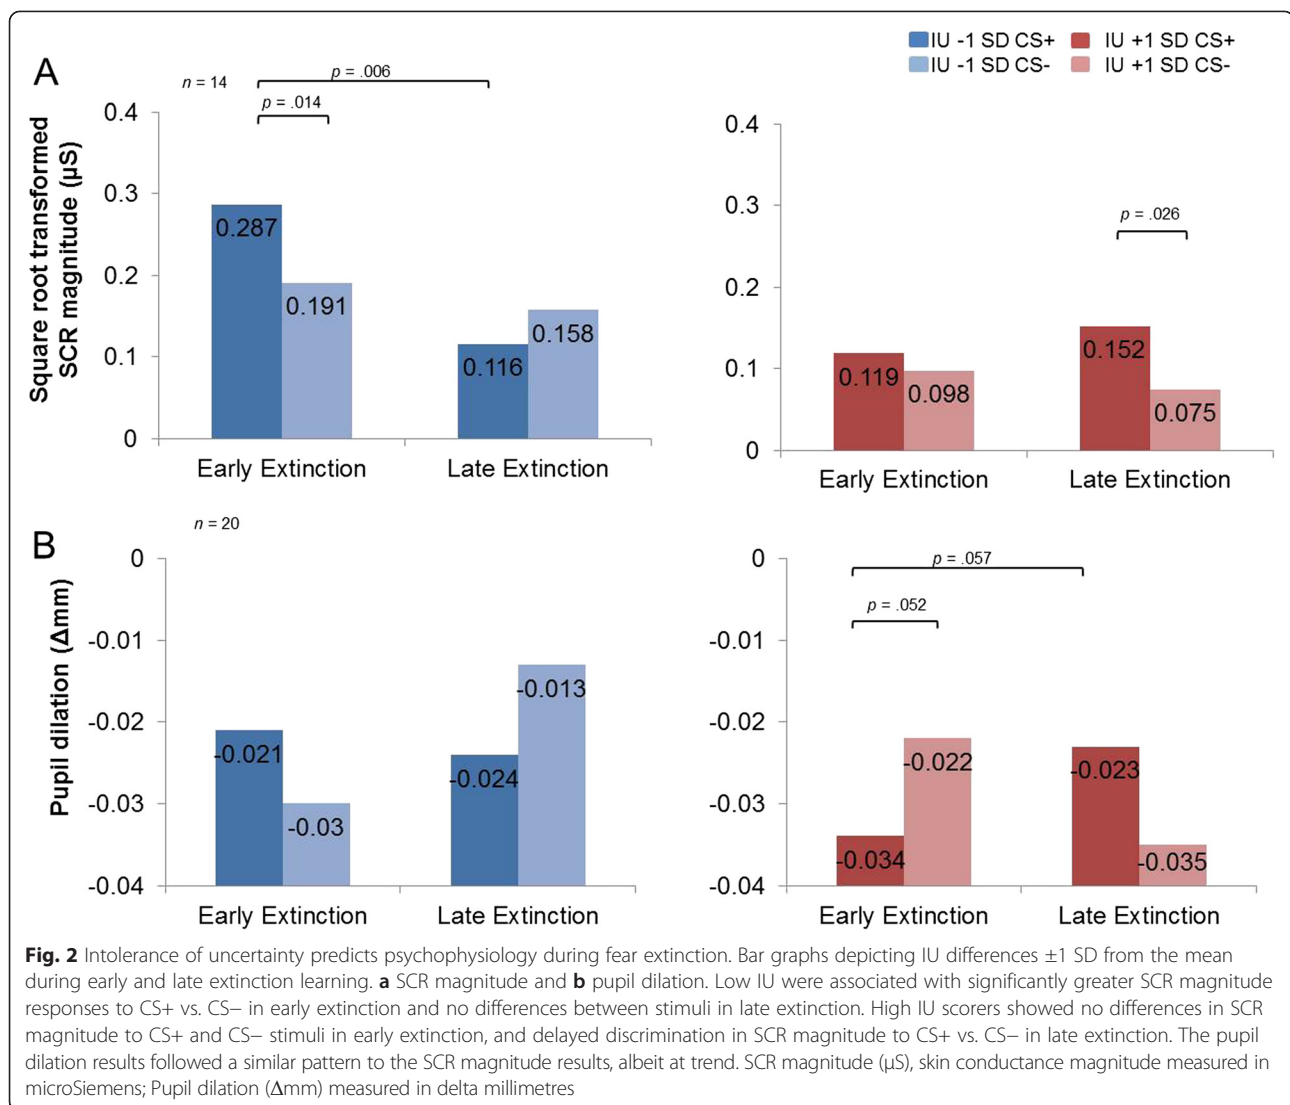 IU -1 SD CS+ IU +1 SD CS+
IU -1 SD CS- IU +1 SD CS-
A
n = 14
p = .006
p = .014
Square root transformed
SCR magnitude (µS)
0.4
0.3
0.2
0.1
0
0.287
0.191
0.116
0.158
Early Extinction Late Extinction
0.4
0.3
0.2
0.1
0
p = .026
0.119
0.098
0.152
0.075
Early Extinction Late Extinction
B
n = 20
Pupil dilation (Δmm)
0
-0.01
-0.02
-0.03
-0.04
-0.021
-0.03
-0.024
-0.013
Early Extinction Late Extinction
0
-0.01
-0.02
-0.03
-0.04
p = .057
p = .052
-0.034
-0.022
-0.023
-0.035
Early Extinction Late Extinction
Fig. 2 Intolerance of uncertainty predicts psychophysiology during fear extinction. Bar graphs depicting IU differences ±1 SD from the mean
during early and late extinction learning. a SCR magnitude and b pupil dilation. Low IU were associated with significantly greater SCR magnitude
responses to CS+ vs. CS− in early extinction and no differences between stimuli in late extinction. High IU scorers showed no differences in SCR
magnitude to CS+ and CS− stimuli in early extinction, and delayed discrimination in SCR magnitude to CS+ vs. CS− in late extinction. The pupil
dilation results followed a similar pattern to the SCR magnitude results, albeit at trend. SCR magnitude (µS), skin conductance magnitude measured in
microSiemens; Pupil dilation (Δmm) measured in delta millimetres